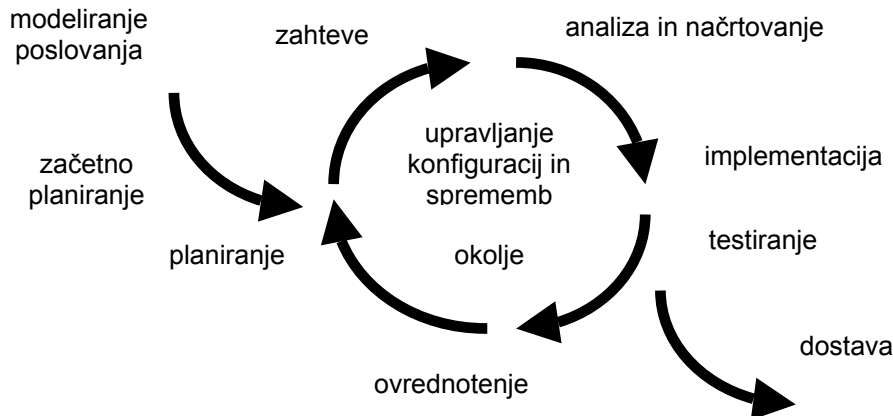 modeliranje
poslovanja
zahteve
analiza in načrtovanje
upravljanje
konfiguracij in
sprememb
implementacija
začetno
planiranje
planiranje
okolje
testiranje
dostava
ovrednotenje